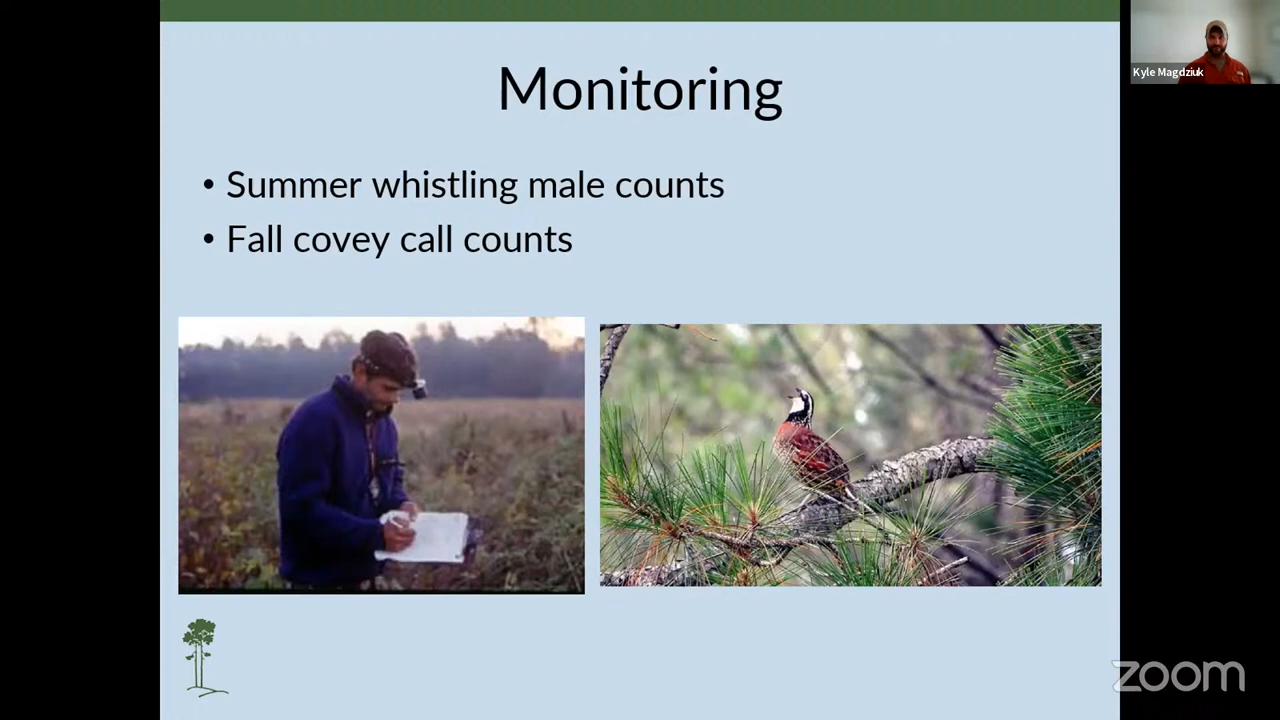 Monitoring
• Summer whistling male counts
• Fall covey call counts
Kyle Magdziuk
zoom